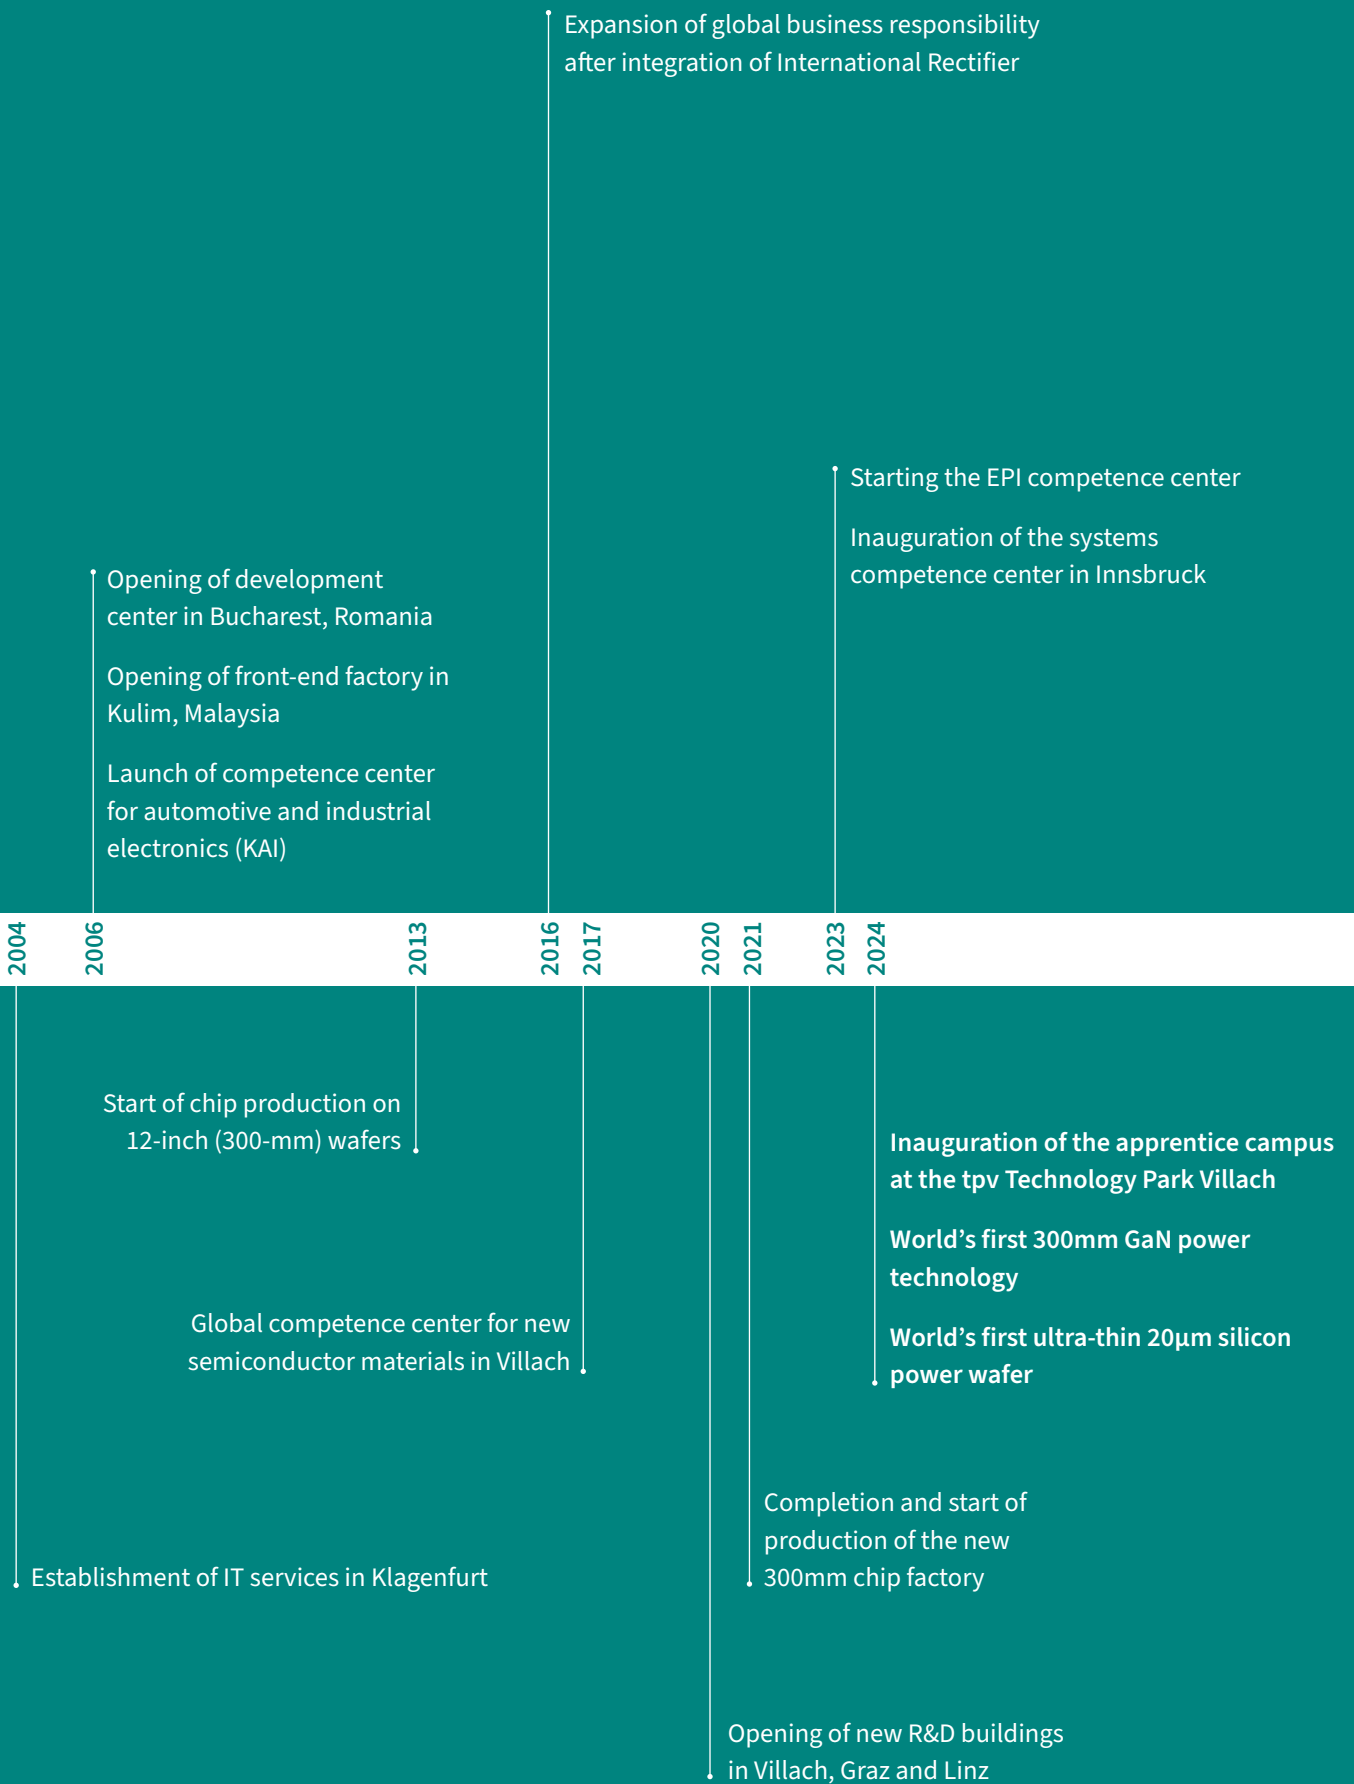 Expansion of global business responsibility
after integration of International Rectifier
Starting the EPI competence center
Inauguration of the systems
competence center in Innsbruck
Opening of development
center in Bucharest, Romania
Opening of front-end factory in
Kulim, Malaysia
Launch of competence center
for automotive and industrial
electronics (KAI)
2004
2006
2013
2016
2017
2020
2021
2023
2024
Start of chip production on
12-inch (300-mm) wafers
Inauguration of the apprentice campus
at the tpv Technology Park Villach
World’s first 300mm GaN power
technology
World’s first ultra-thin 20µm silicon
power wafer
Global competence center for new
semiconductor materials in Villach
Completion and start of
production of the new
300mm chip factory
Establishment of IT services in Klagenfurt
Opening of new R&D buildings
in Villach, Graz and Linz